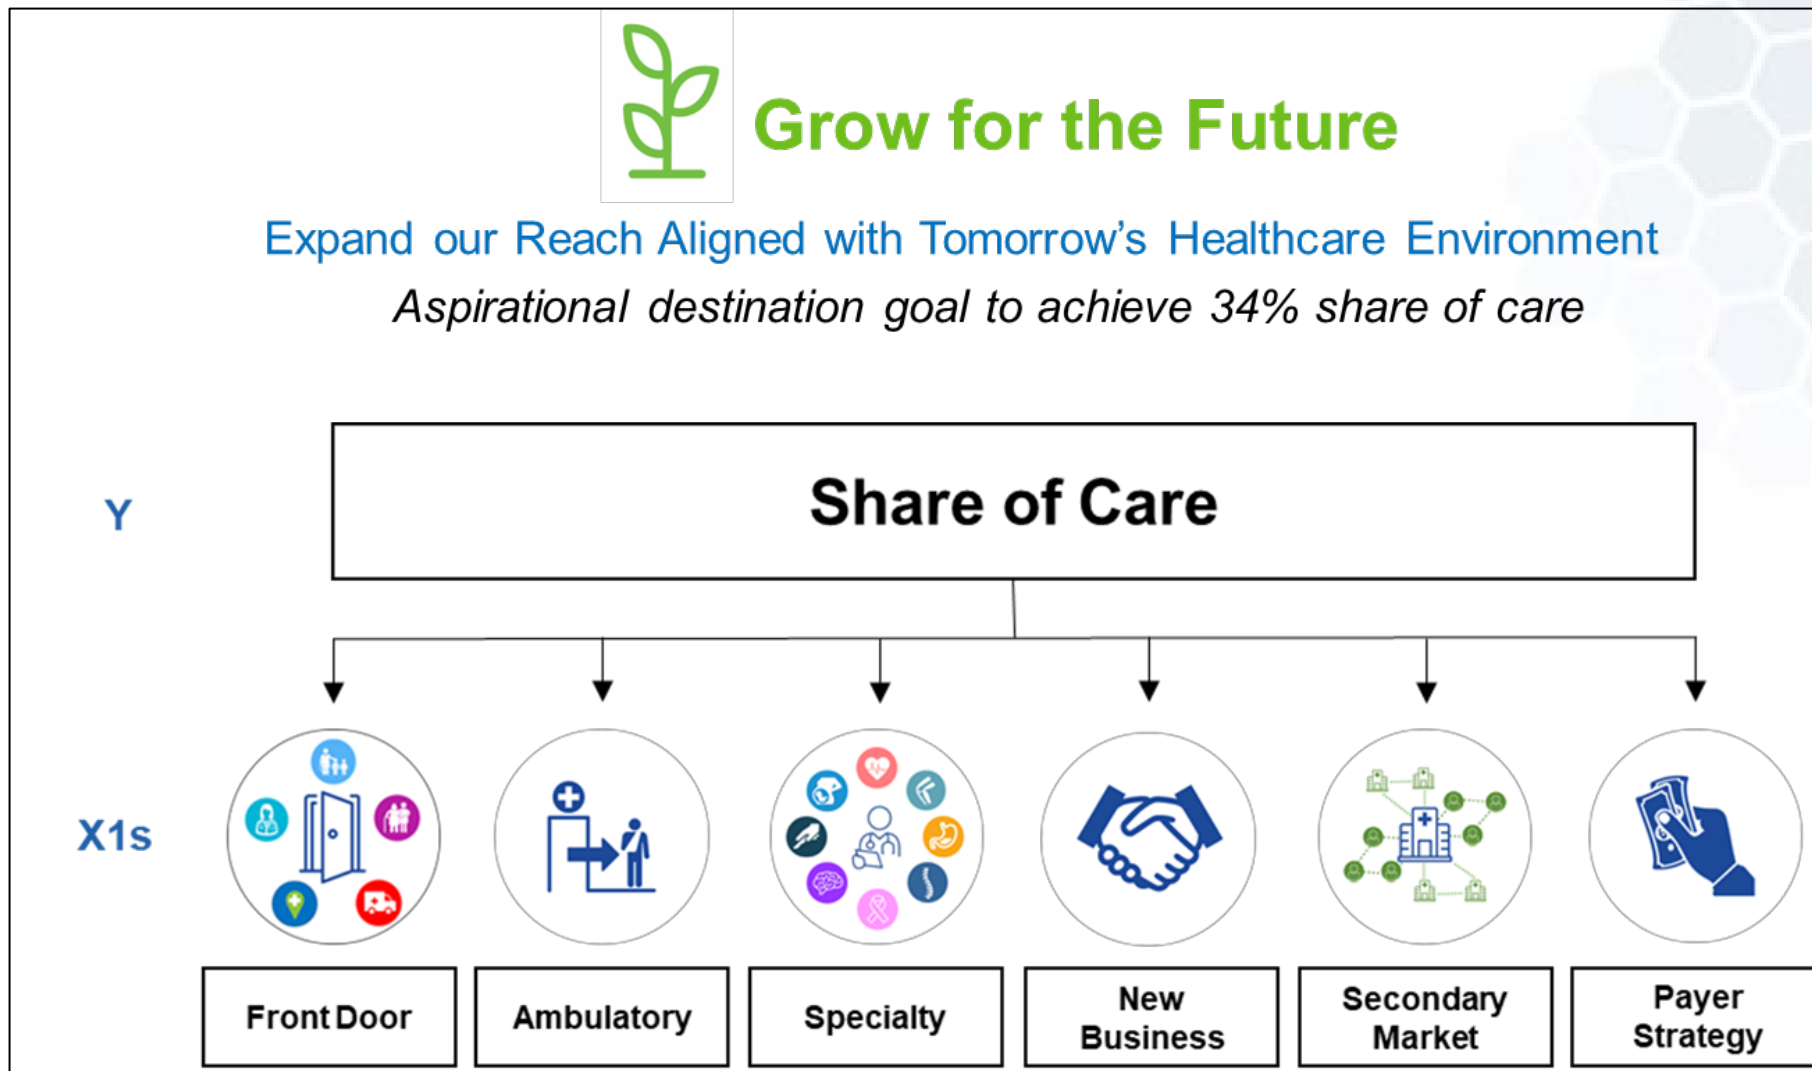 Grow for the Future
Expand our Reach Aligned with Tomorrow’s Healthcare Environment
Aspirational destination goal to achieve 34% share of care
Y
Share of Care
X1s
Front Door
Ambulatory
Specialty
New
Business
Secondary
Market
Payer
Strategy